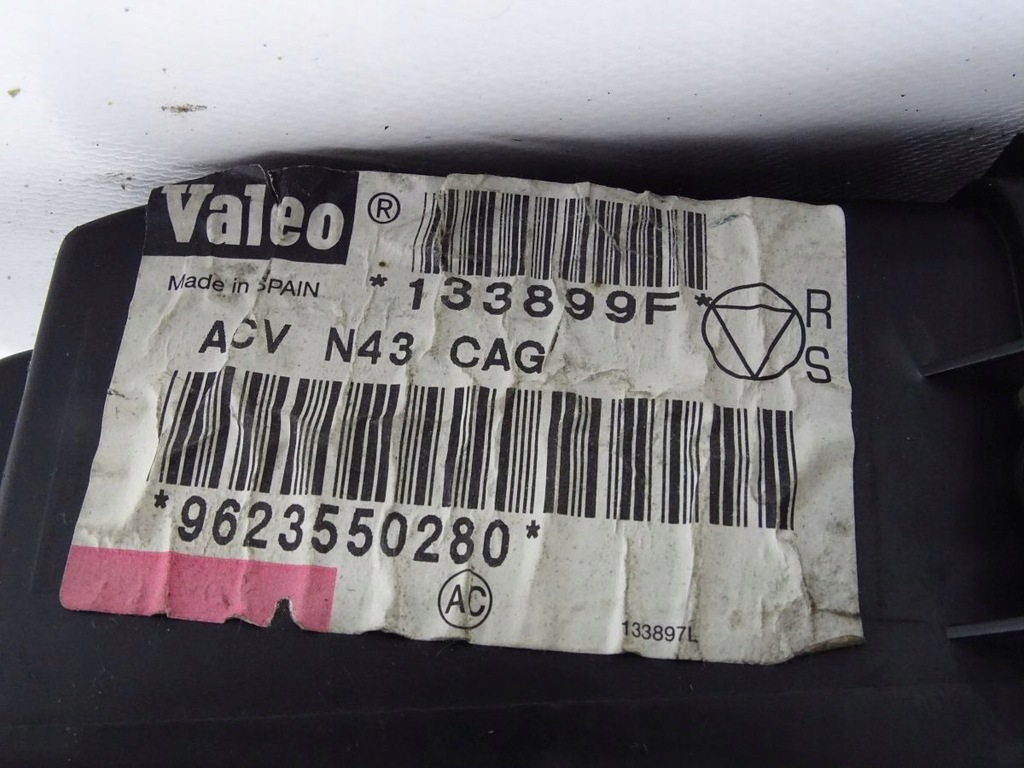 Valeo ®
Made in SPAIN
*133899F*
R
S
ACV N43 CAG
*9623550280*
AC
133897L